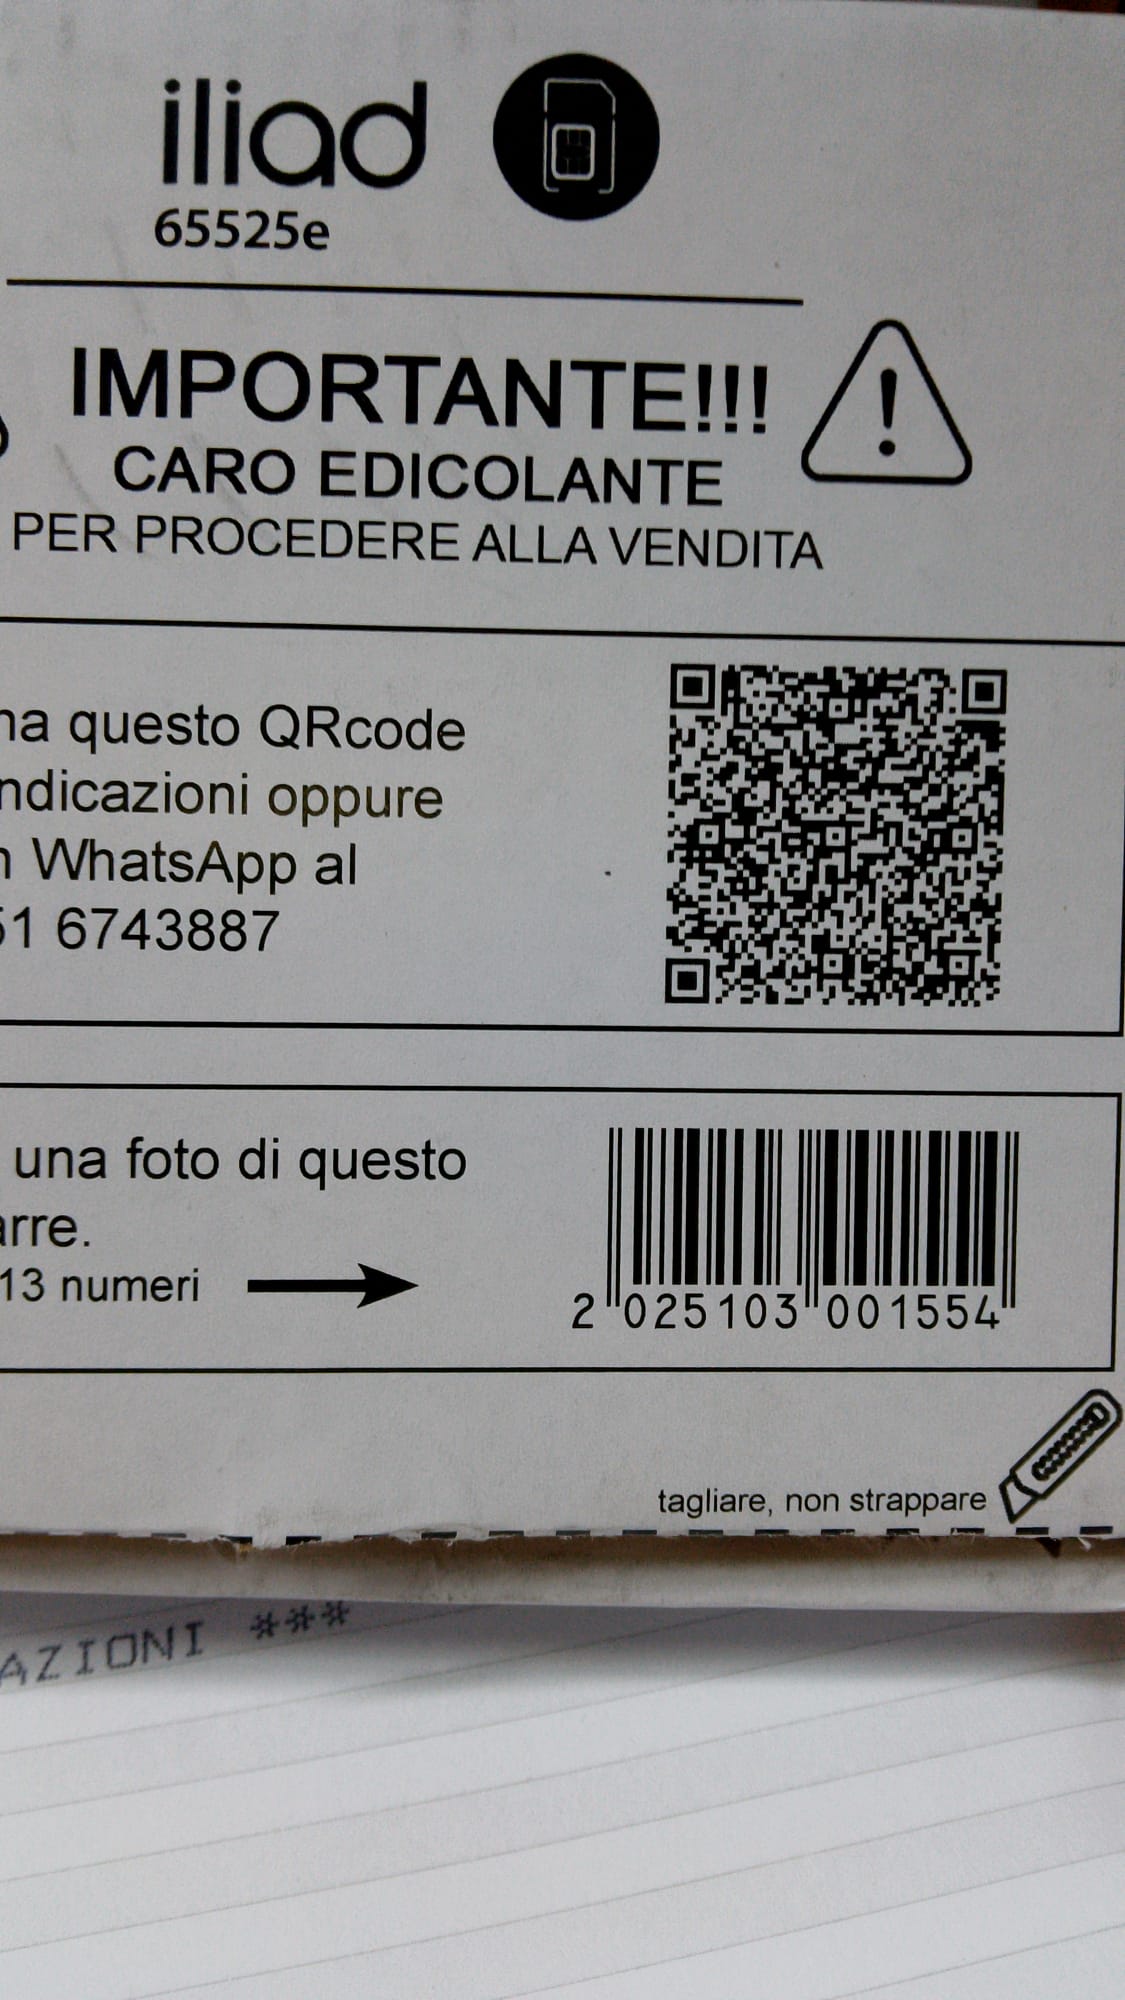 iliad
65525e
IMPORTANTE!!!
CARO EDICOLANTE
PER PROCEDERE ALLA VENDITA
questo QRcode
oppure
WhatsApp al
6743887
una foto di questo
13 numeri
2 025103 001554
tagliare, non strappare
AZIONI ***